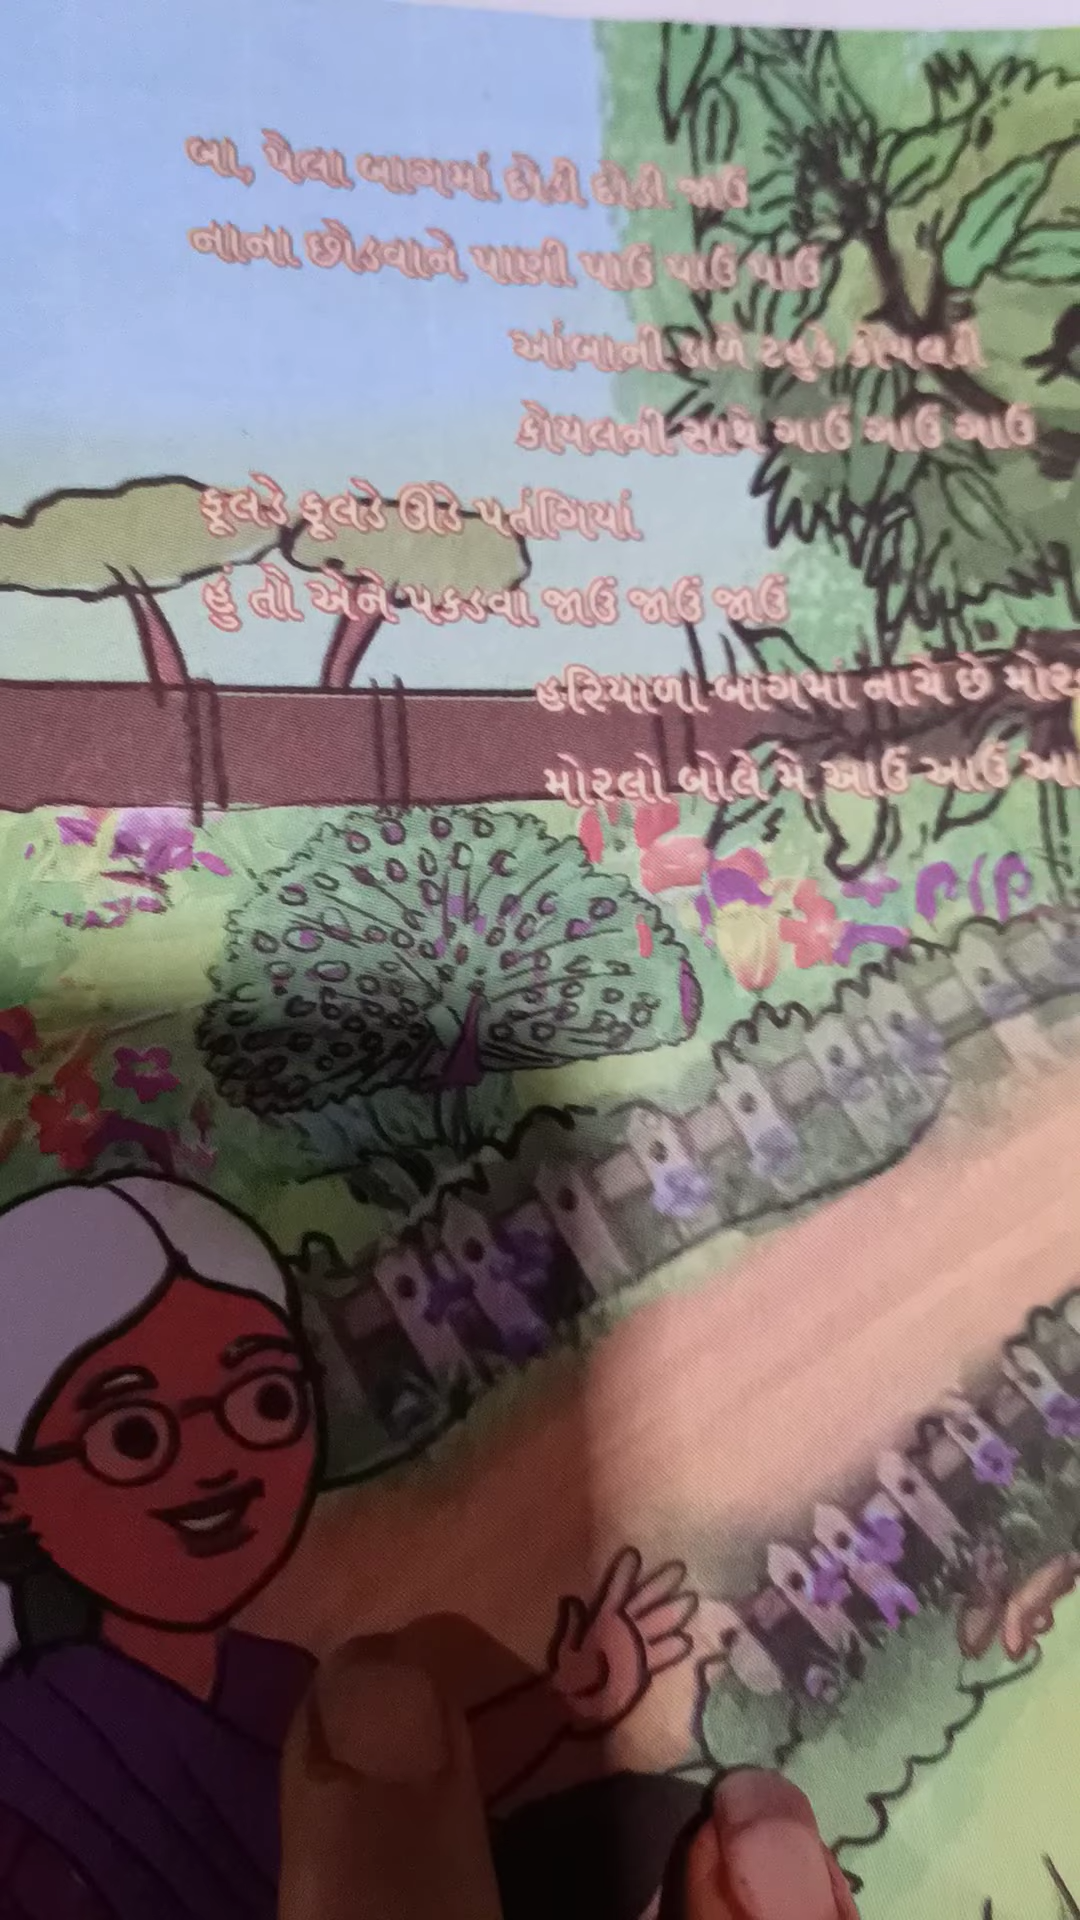 બા, પેલા બાગમાં દોડી દોડી જાઉં
નાના છોડવાને પાણી પાઉં પાઉં પાઉં
આંબાની ડાળે ટહુકે કોયલડી
કોયલની સાથે ગાઉં ગાઉં ગાઉં
ફૂલડે ફૂલડે ઊડે પતંગિયાં
હું તો એને પકડવા જાઉં જાઉં જાઉં
હરિયાળા બાગમાં નાચે છે
મોરલો બોલે મે આઉં આઉં